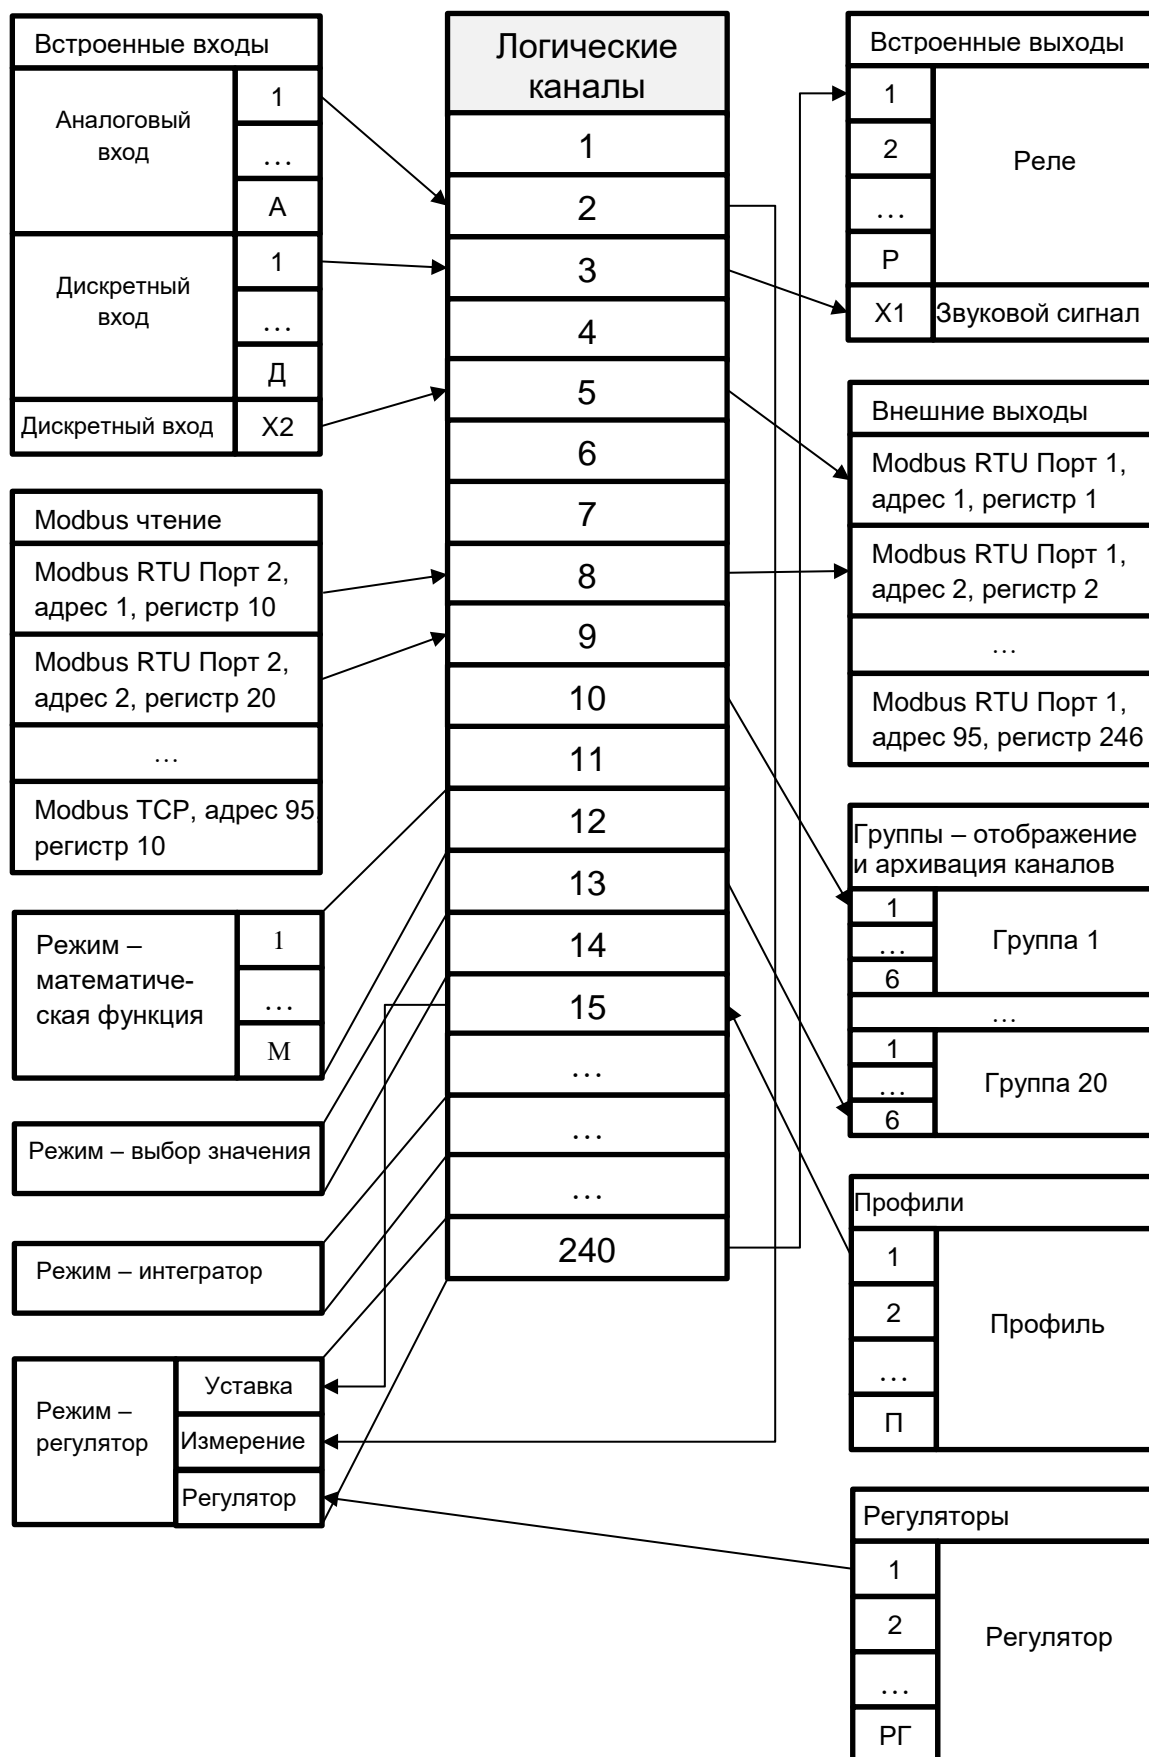 Встроенные входы
Аналоговый
вход
1
…
А
Дискретный
вход
1
…
Д
Дискретный вход
X2
Modbus чтение
Modbus RTU Порт 2,
адрес 1, регистр 10
Modbus RTU Порт 2,
адрес 2, регистр 20
…
Modbus TCP, адрес 95,
регистр 10
Режим –
математиче-
ская функция
1
…
М
Режим – выбор значения
Режим – интегратор
Режим –
регулятор
Уставка
Измерение
Регулятор
Логические
каналы
1
2
3
4
5
6
7
8
9
10
11
12
13
14
15
…
…
…
240
Встроенные выходы
1
2
…
Р
Реле
X1
Звуковой сигнал
Внешние выходы
Modbus RTU Порт 1,
адрес 1, регистр 1
Modbus RTU Порт 1,
адрес 2, регистр 2
…
Modbus RTU Порт 1,
адрес 95, регистр 246
Группы – отображение
и архивация каналов
1
…
6
Группа 1
…
1
…
6
Группа 20
Профили
1
2
…
П
Профиль
Регуляторы
1
2
…
РГ
Регулятор